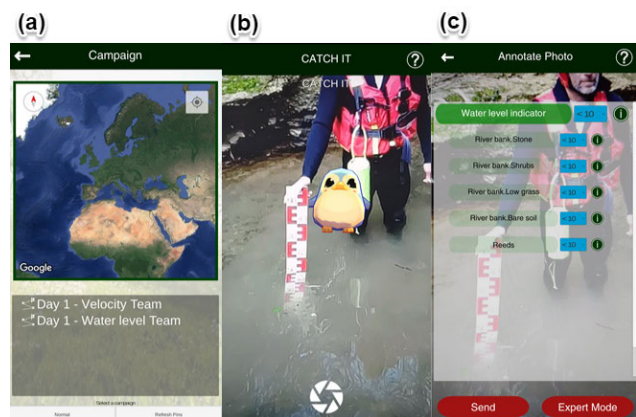 (a)
Campaign
Google
Day 1 - Velocity Team
Day 1 - Water level Team
Select a campaign
Normal
Refresh Pins
(b)
CATCH IT
?
CATCH IT
(c)
Annotate Photo
?
Water level indicator
< 10
i
River bank.Stone
< 10
i
River bank.Shrubs
< 10
i
River bank.Low grass
< 10
i
River bank.Bare soil
< 10
i
Reeds
< 10
i
Send
Expert Mode